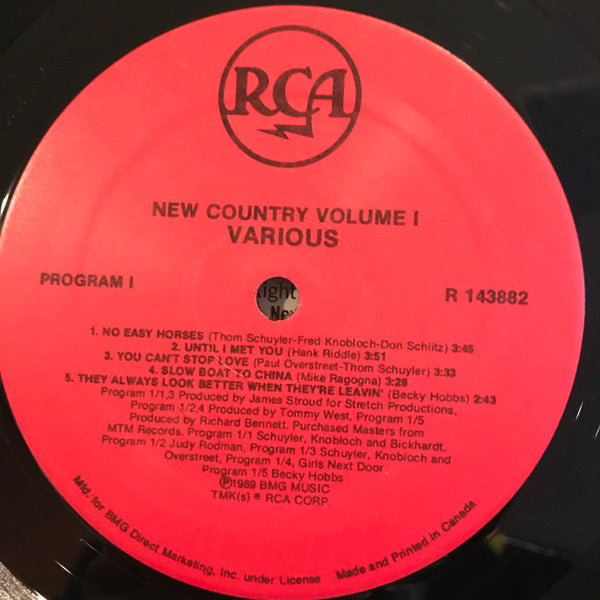 RCA
NEW COUNTRY VOLUME I
VARIOUS
PROGRAM I
R 143882
1. NO EASY HORSES (Thom Schuyler-Fred Knobloch-Don Schlitz) 3:45
2. UNTIL I MET YOU (Hank Riddle) 3:51
3. YOU CAN'T STOP LOVE (Paul Overstreet-Thom Schuyler) 3:33
4. SLOW BOAT TO CHINA (Mike Ragogna) 3:28
5. THEY ALWAYS LOOK BETTER WHEN THEY'RE LEAVIN' (Becky Hobbs) 2:43
Program 1/1,3 Produced by James Stroud for Stretch Productions,
Program 1/2,4 Produced by Tommy West, Program 1/5
Produced by Richard Bennett. Purchased Masters from
MTM Records, Program 1/1 Schuyler, Knobloch and Bickhardt,
Program 1/2 Judy Rodman, Program 1/3 Schuyler, Knobloch and
Overstreet, Program 1/4, Girls Next Door
Program 1/5 Becky Hobbs
Ⓟ1989 BMG MUSIC
TMK(s) ® RCA CORP.
Mfd. for BMG Direct Marketing, Inc. under License
Made and Printed in Canada